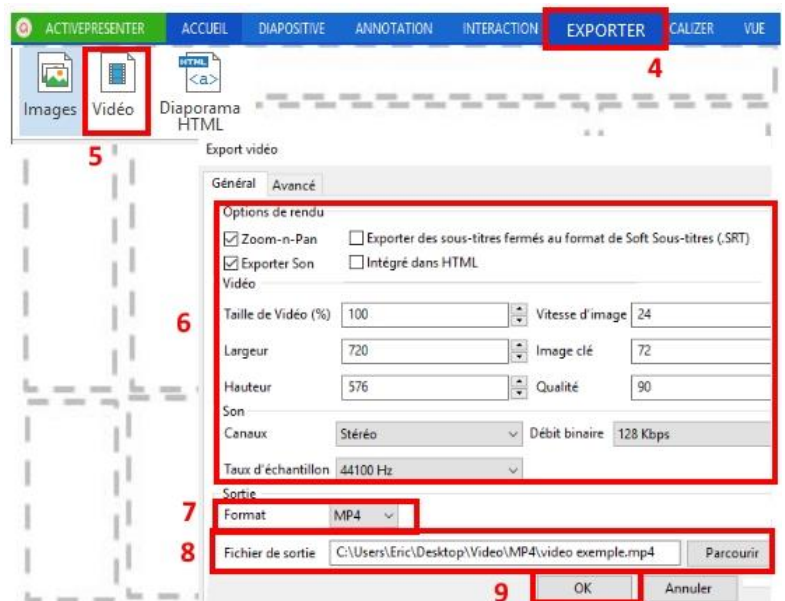 ACTIVEPRESENTER ACCUEIL DIAPOSITIVE ANNOTATION INTERACTION EXPORTER CALIZER VUE
4
HTML
<a>
Images Vidéo Diaporama HTML
5
Export vidéo
Général Avancé
Options de rendu
Zoom-n-Pan Exporter des sous-titres fermés au format de Soft Sous-titres (.SRT)
Exporter Son Intégré dans HTML
Vidéo
6
Taille de Vidéo (%) 100 Vitesse d'image 24
Largeur 720 Image clé 72
Hauteur 576 Qualité 90
Son
Canaux Stéréo Débit binaire 128 Kbps
Taux d'échantillon 44100 Hz
Sortie
7 Format MP4
8 Fichier de sortie C:\Users\Eric\Desktop\Video\MP4\video exemple.mp4 Parcourir
9 OK Annuler